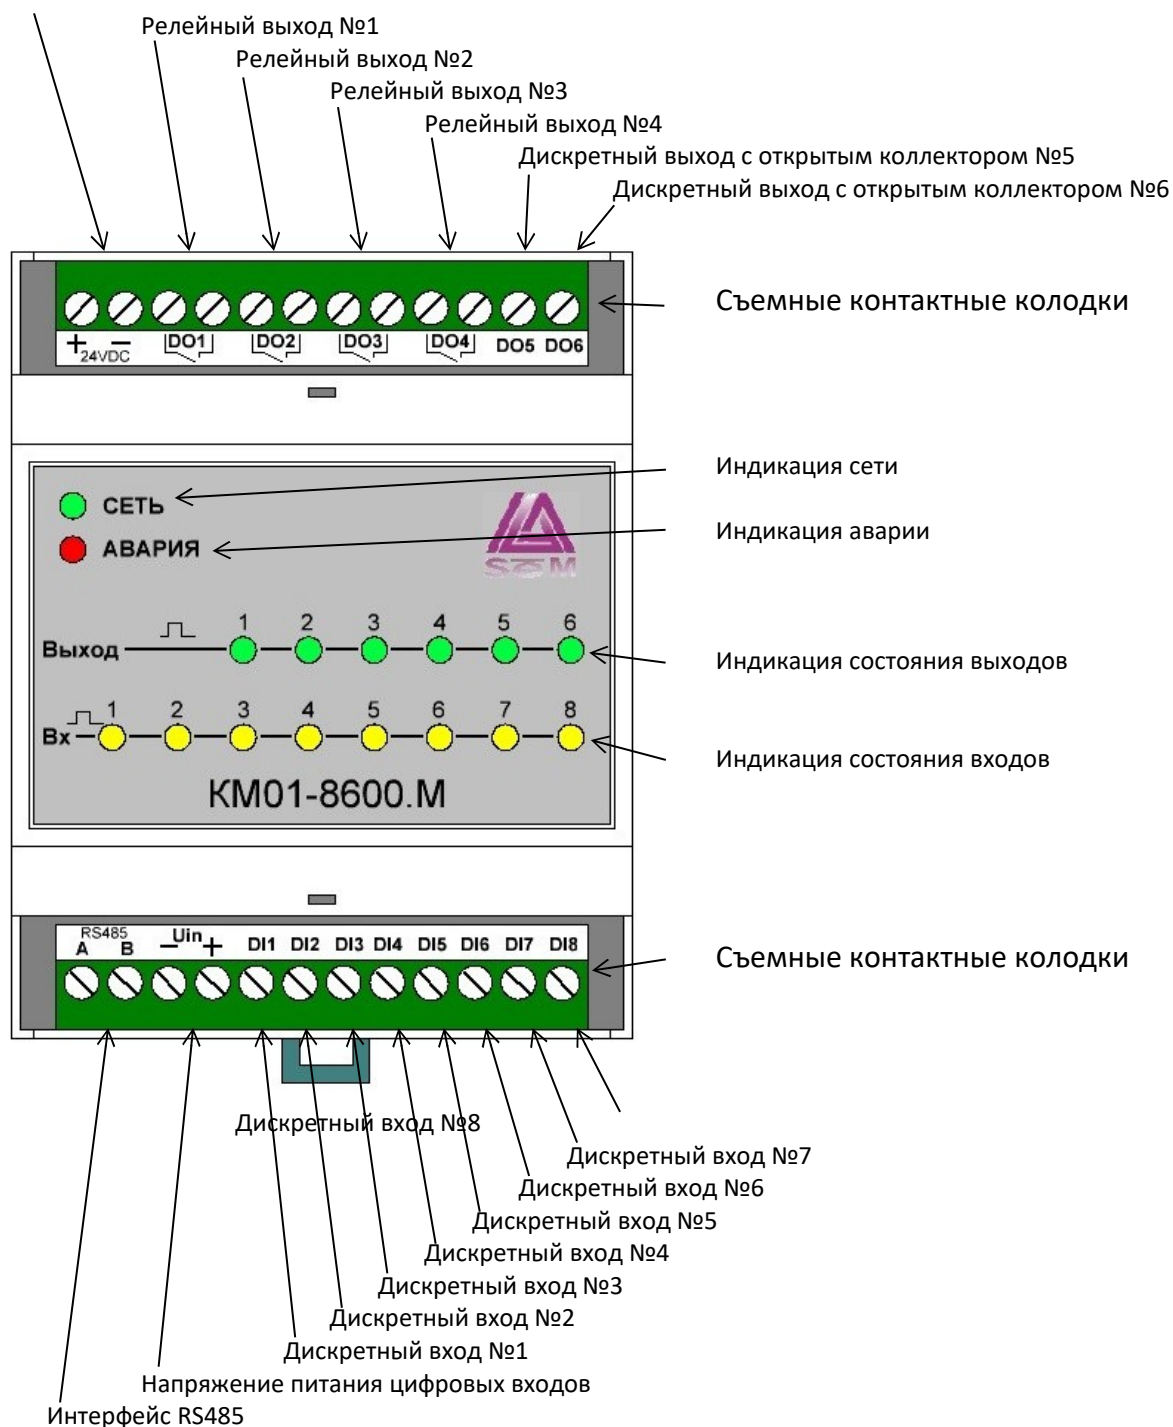 Релейный выход №1
Релейный выход №2
Релейный выход №3
Релейный выход №4
Дискретный выход с открытым коллектором №5
Дискретный выход с открытым коллектором №6
Съемные контактные колодки
+ 24VDC − DO1 DO2 DO3 DO4 DO5 DO6
Индикация сети
СЕТЬ
Индикация аварии
АВАРИЯ
SEM
1 2 3 4 5 6
Выход
Индикация состояния выходов
1 2 3 4 5 6 7 8
Вх
Индикация состояния входов
КМ01-8600.М
RS485
A B − Uin + DI1 DI2 DI3 DI4 DI5 DI6 DI7 DI8
Съемные контактные колодки
Дискретный вход №8
Дискретный вход №7
Дискретный вход №6
Дискретный вход №5
Дискретный вход №4
Дискретный вход №3
Дискретный вход №2
Дискретный вход №1
Напряжение питания цифровых входов
Интерфейс RS485